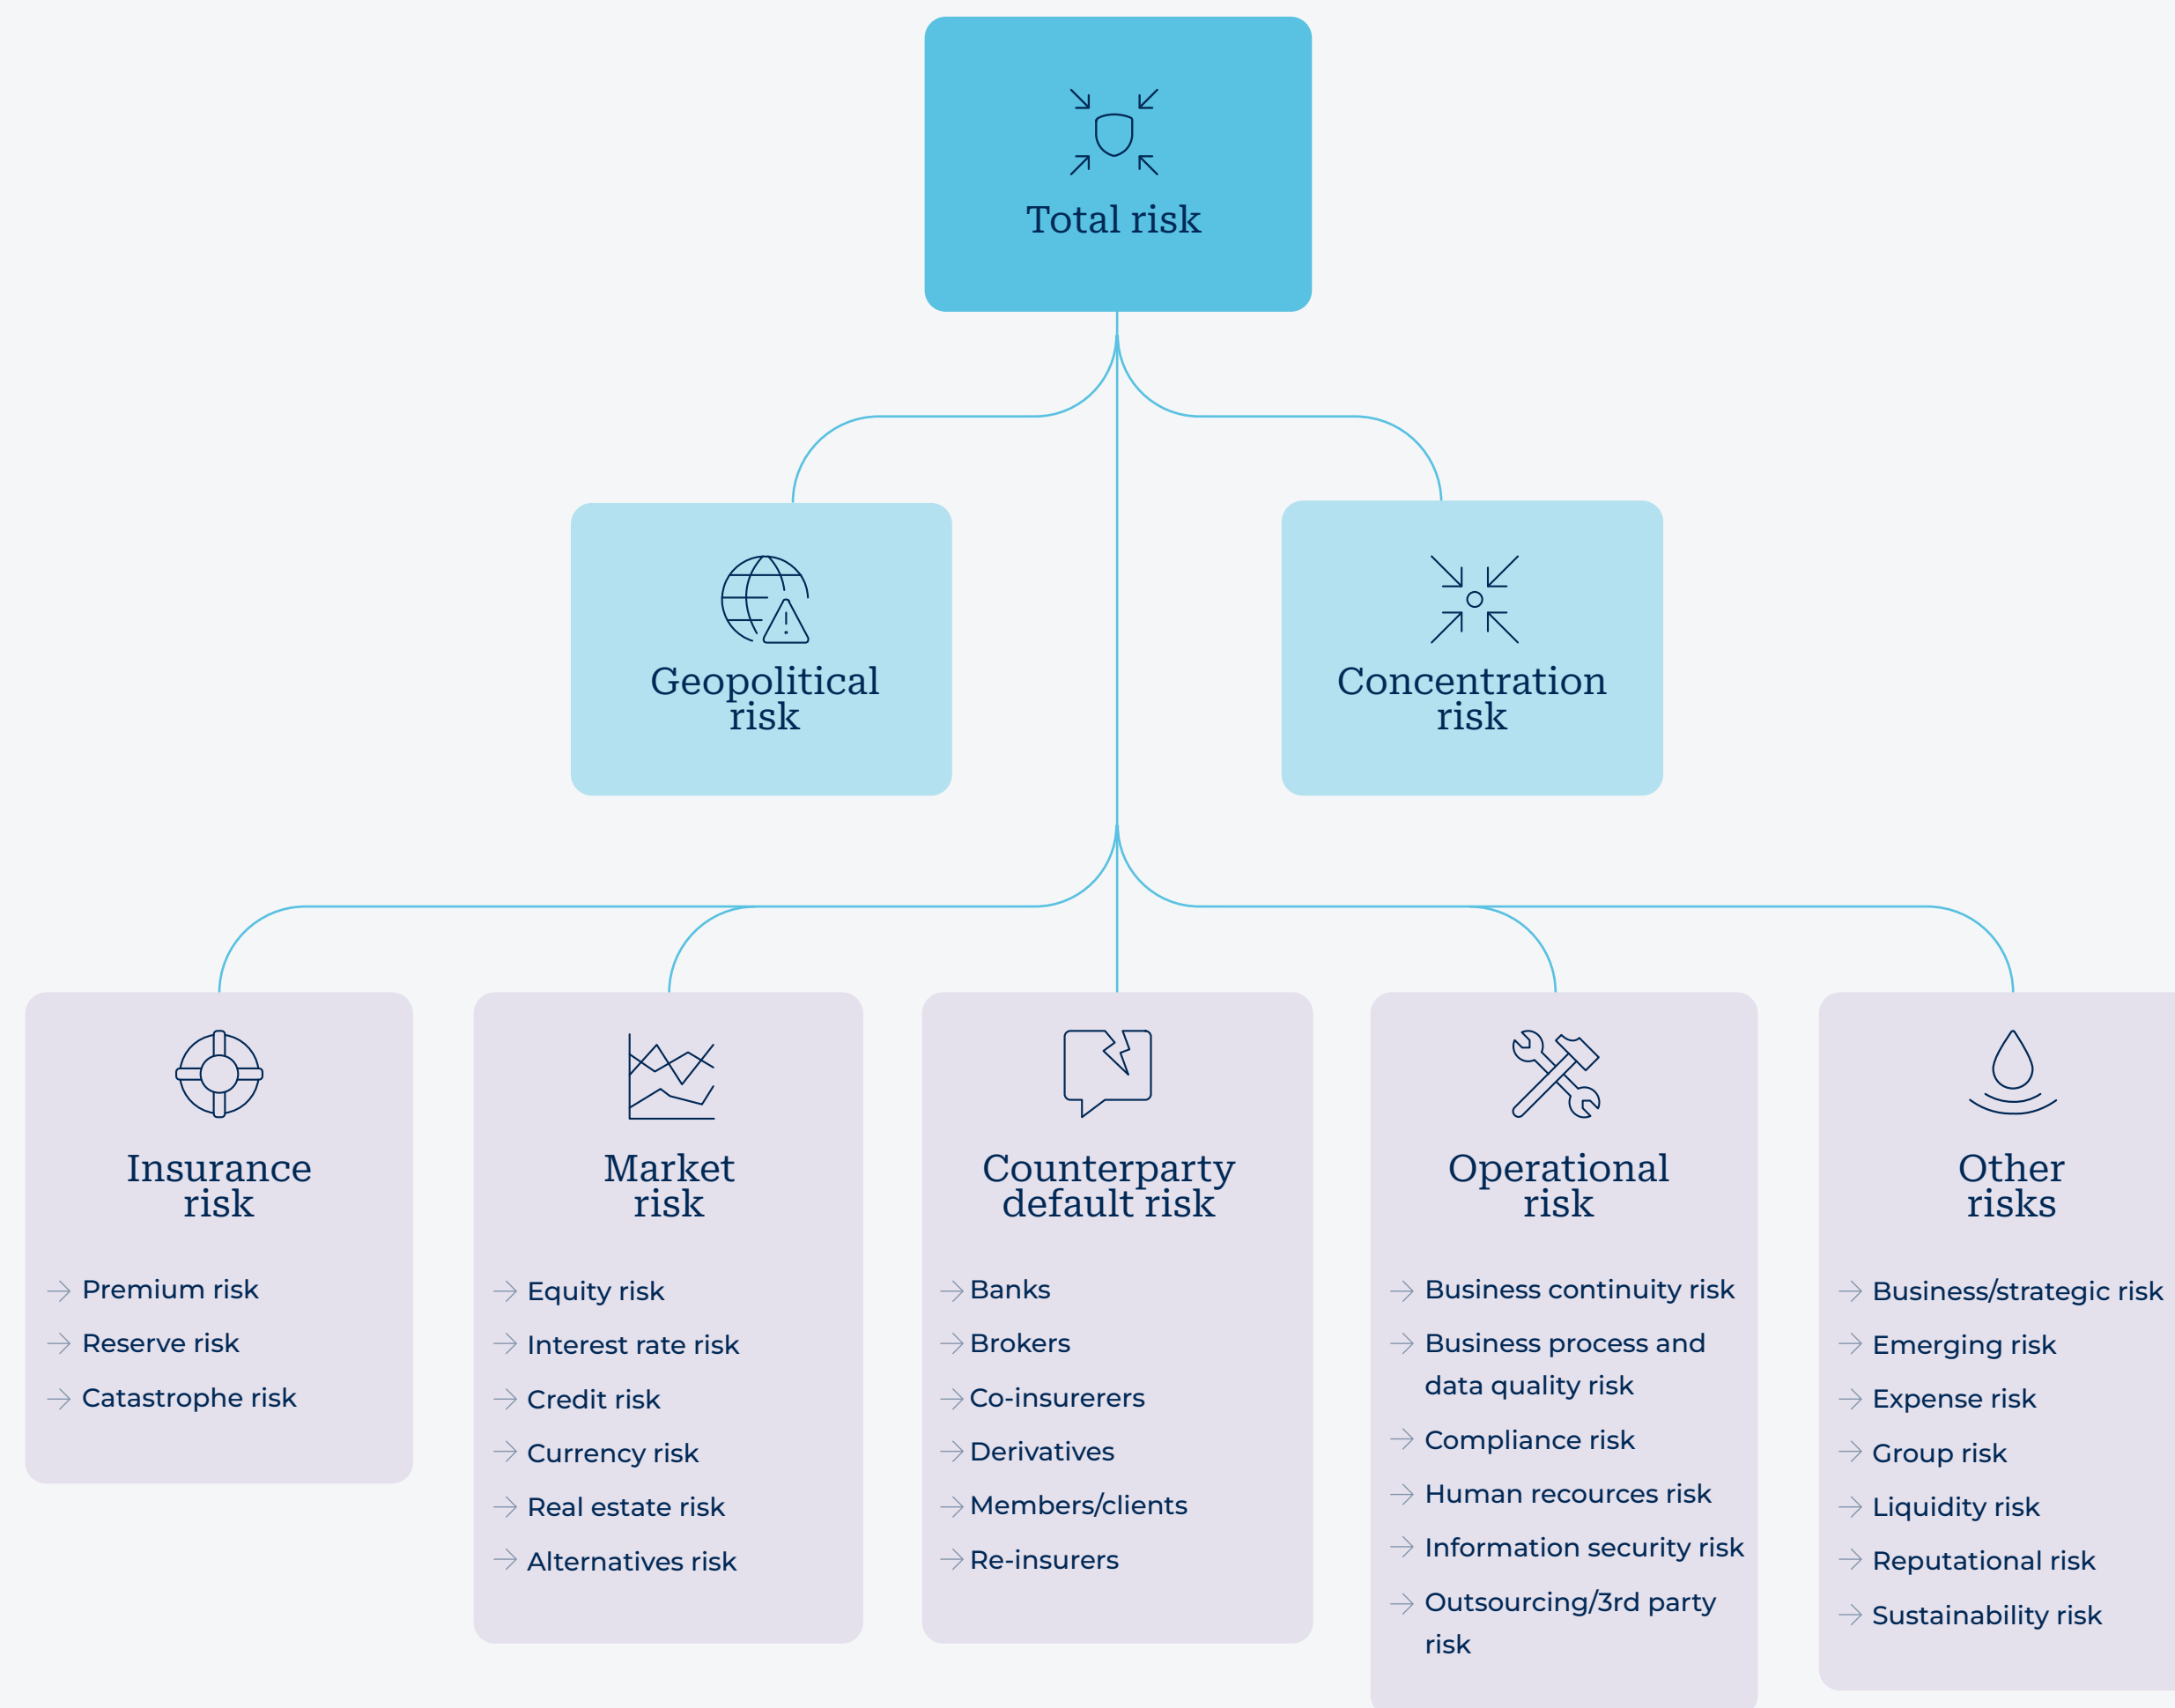 Total risk
Geopolitical
risk
Concentration
risk
Insurance
risk
Premium risk
Reserve risk
Catastrophe risk
Market
risk
Equity risk
Interest rate risk
Credit risk
Currency risk
Real estate risk
Alternatives risk
Counterparty
default risk
Banks
Brokers
Co-insurerers
Derivatives
Members/clients
Re-insurers
Operational
risk
Business continuity risk
Business process and
data quality risk
Compliance risk
Human recources risk
Information security risk
Outsourcing/3rd party
risk
Other
risks
Business/strategic risk
Emerging risk
Expense risk
Group risk
Liquidity risk
Reputational risk
Sustainability risk